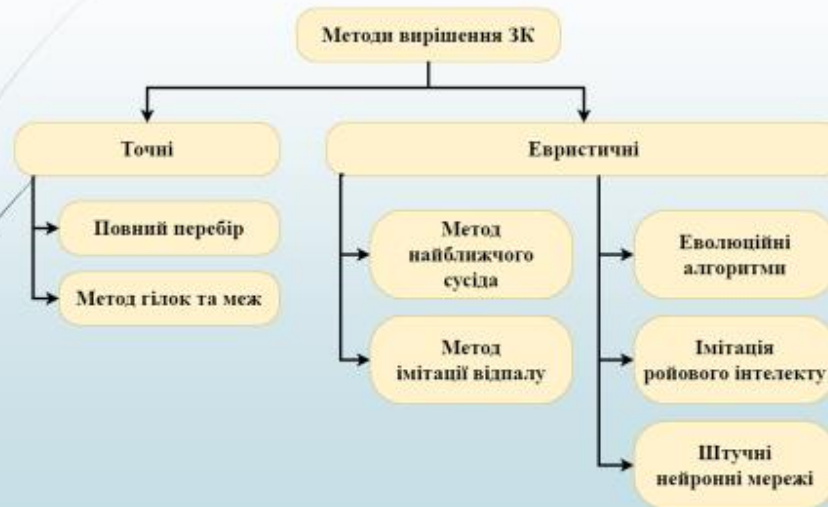 Методи вирішення ЗК
Точні
Повний перебір
Метод гілок та меж
Евристичні
Метод
найближчого
сусіда
Метод
імітації відпалу
Еволюційні
алгоритми
Імітація
ройового інтелекту
Штучні
нейронні мережі